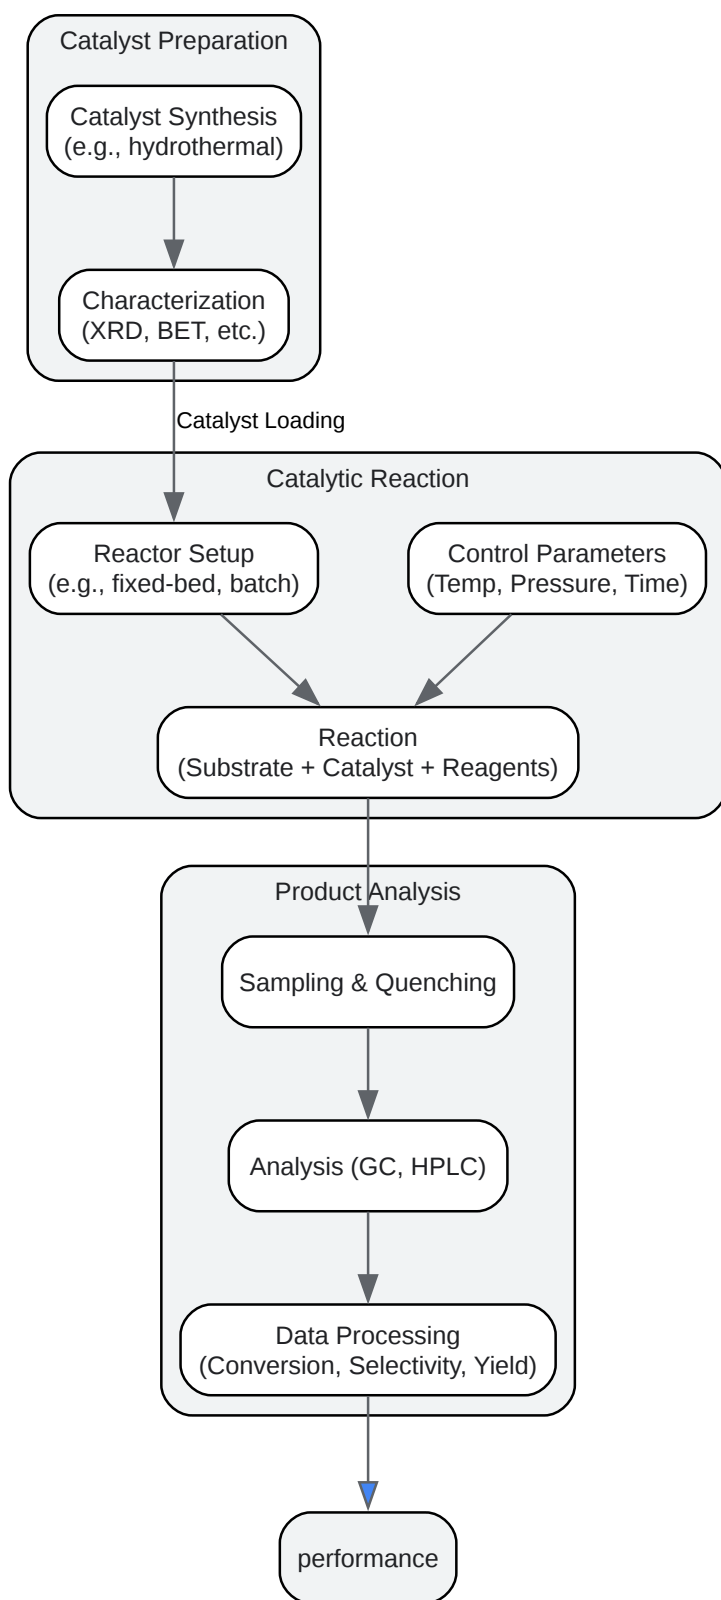 Catalyst Preparation
Catalyst Synthesis
(e.g., hydrothermal)
Characterization
(XRD, BET, etc.)
Catalyst Loading
Catalytic Reaction
Reactor Setup
(e.g., fixed-bed, batch)
Control Parameters
(Temp, Pressure, Time)
Reaction
(Substrate + Catalyst + Reagents)
Product Analysis
Sampling & Quenching
Analysis (GC, HPLC)
Data Processing
(Conversion, Selectivity, Yield)
performance